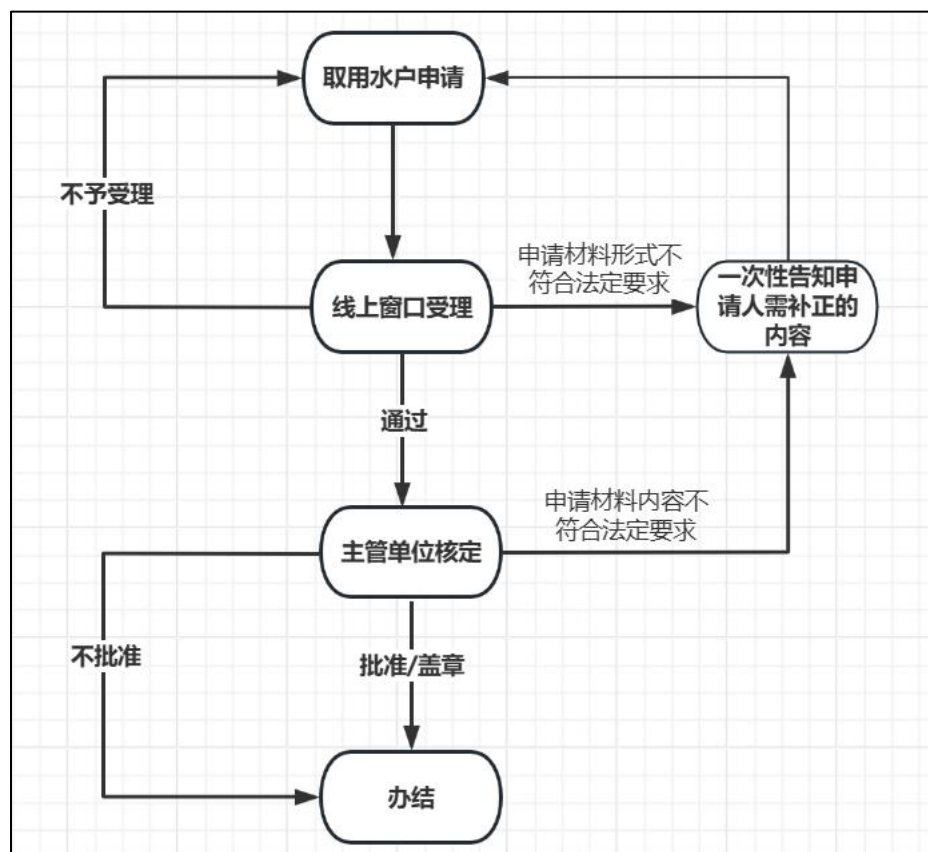 取用水户申请
不予受理
申请材料形式不
符合法定要求
线上窗口受理
一次性告知申
请人需补正的
内容
通过
申请材料内容不
符合法定要求
主管单位核定
不批准
批准/盖章
办结